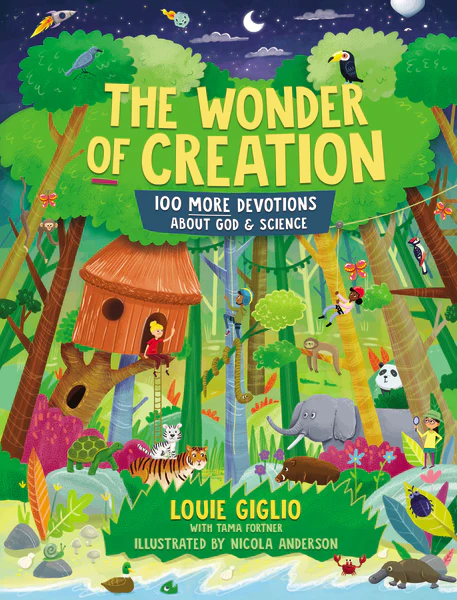 THE WONDER
OF CREATION
100 MORE DEVOTIONS
ABOUT GOD & SCIENCE
LOUIE GIGLIO
WITH TAMA FORTNER
ILLUSTRATED BY NICOLA ANDERSON